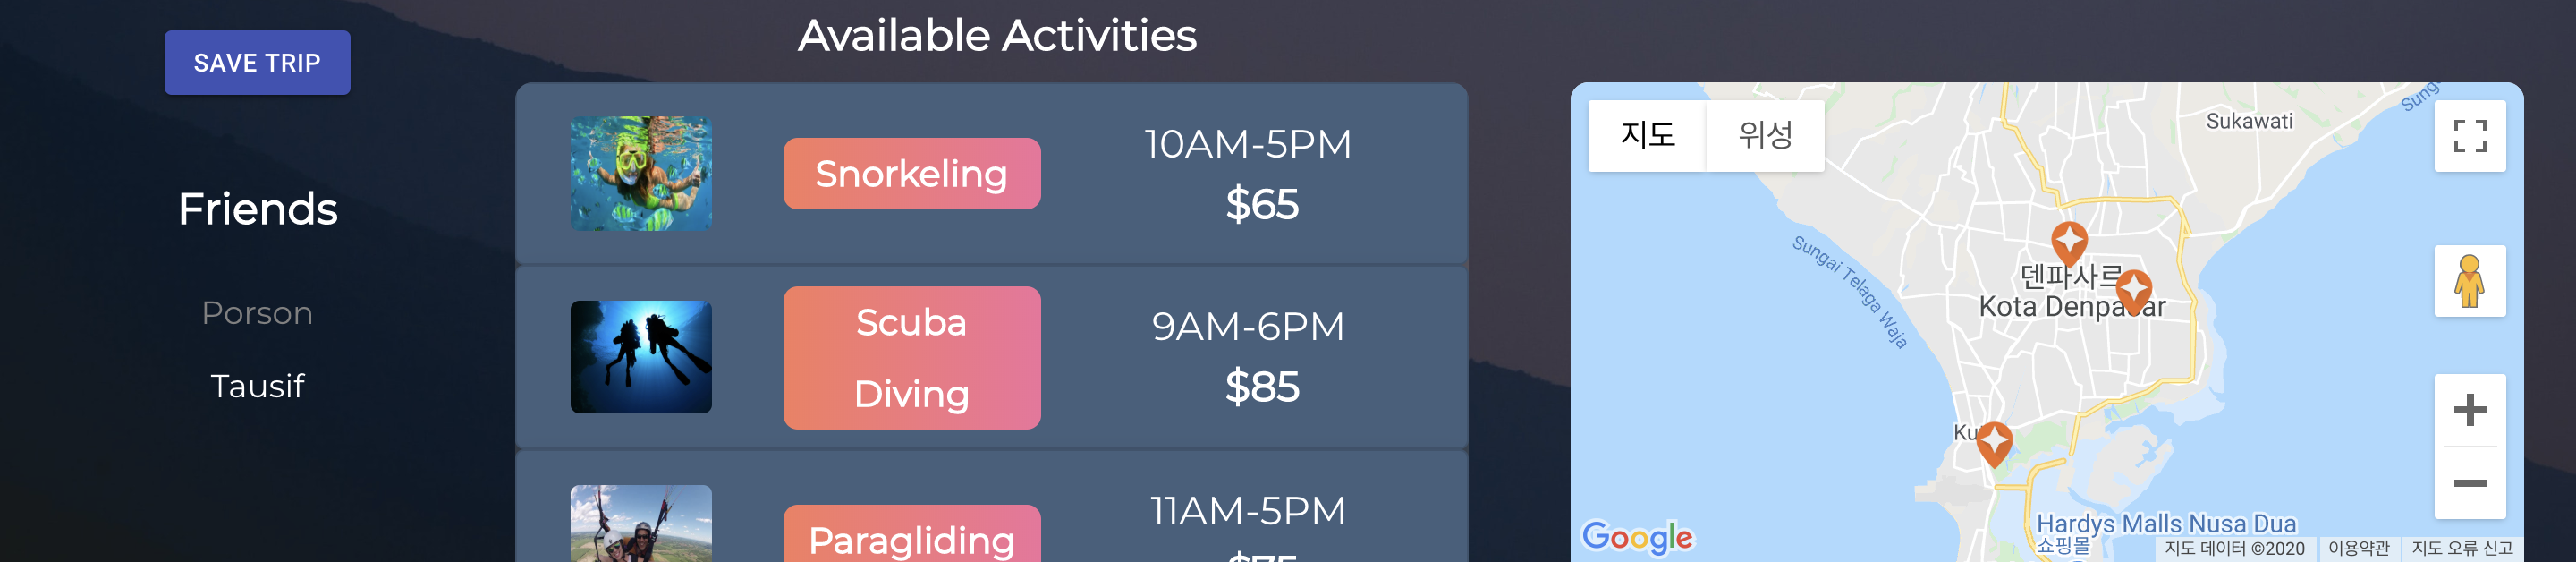 SAVE TRIP
Friends
Porson
Tausif
Available Activities
Snorkeling
10AM-5PM
$65
Scuba
Diving
9AM-6PM
$85
Paragliding
11AM-5PM
지도
위성
Sukawati
Sungai Telaga Waja
덴파사르
Kota Denpasar
Hardys Malls Nusa Dua
쇼핑몰
Google
지도 데이터 ©2020
이용약관
지도 오류 신고